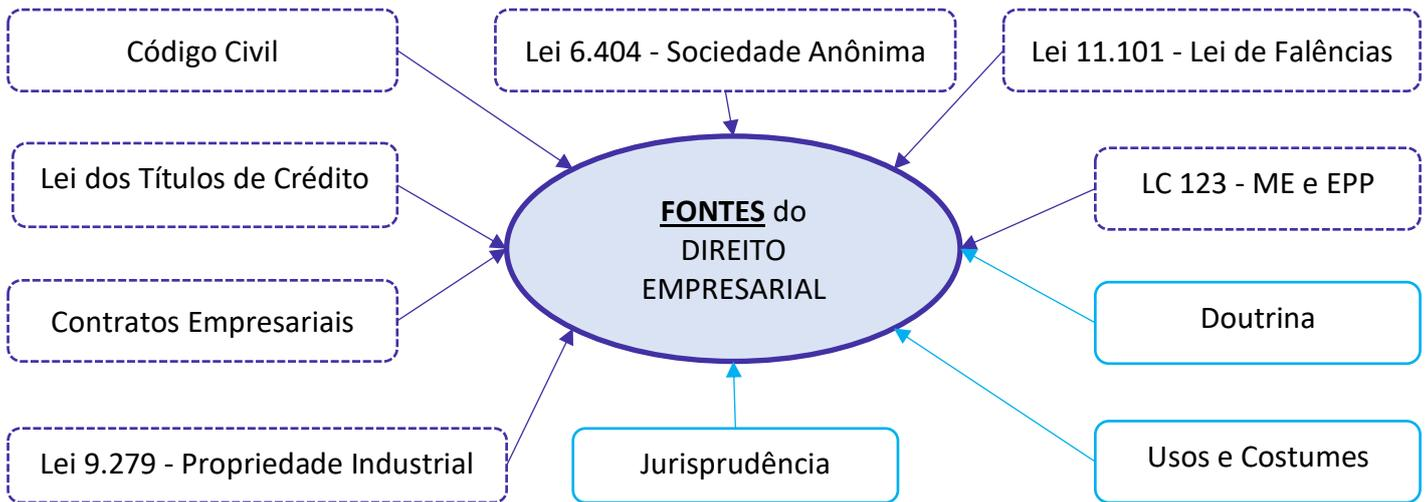 Código Civil
Lei 6.404 - Sociedade Anônima
Lei 11.101 - Lei de Falências
Lei dos Títulos de Crédito
LC 123 - ME e EPP
FONTES do
DIREITO
EMPRESARIAL
Contratos Empresariais
Doutrina
Lei 9.279 - Propriedade Industrial
Jurisprudência
Usos e Costumes